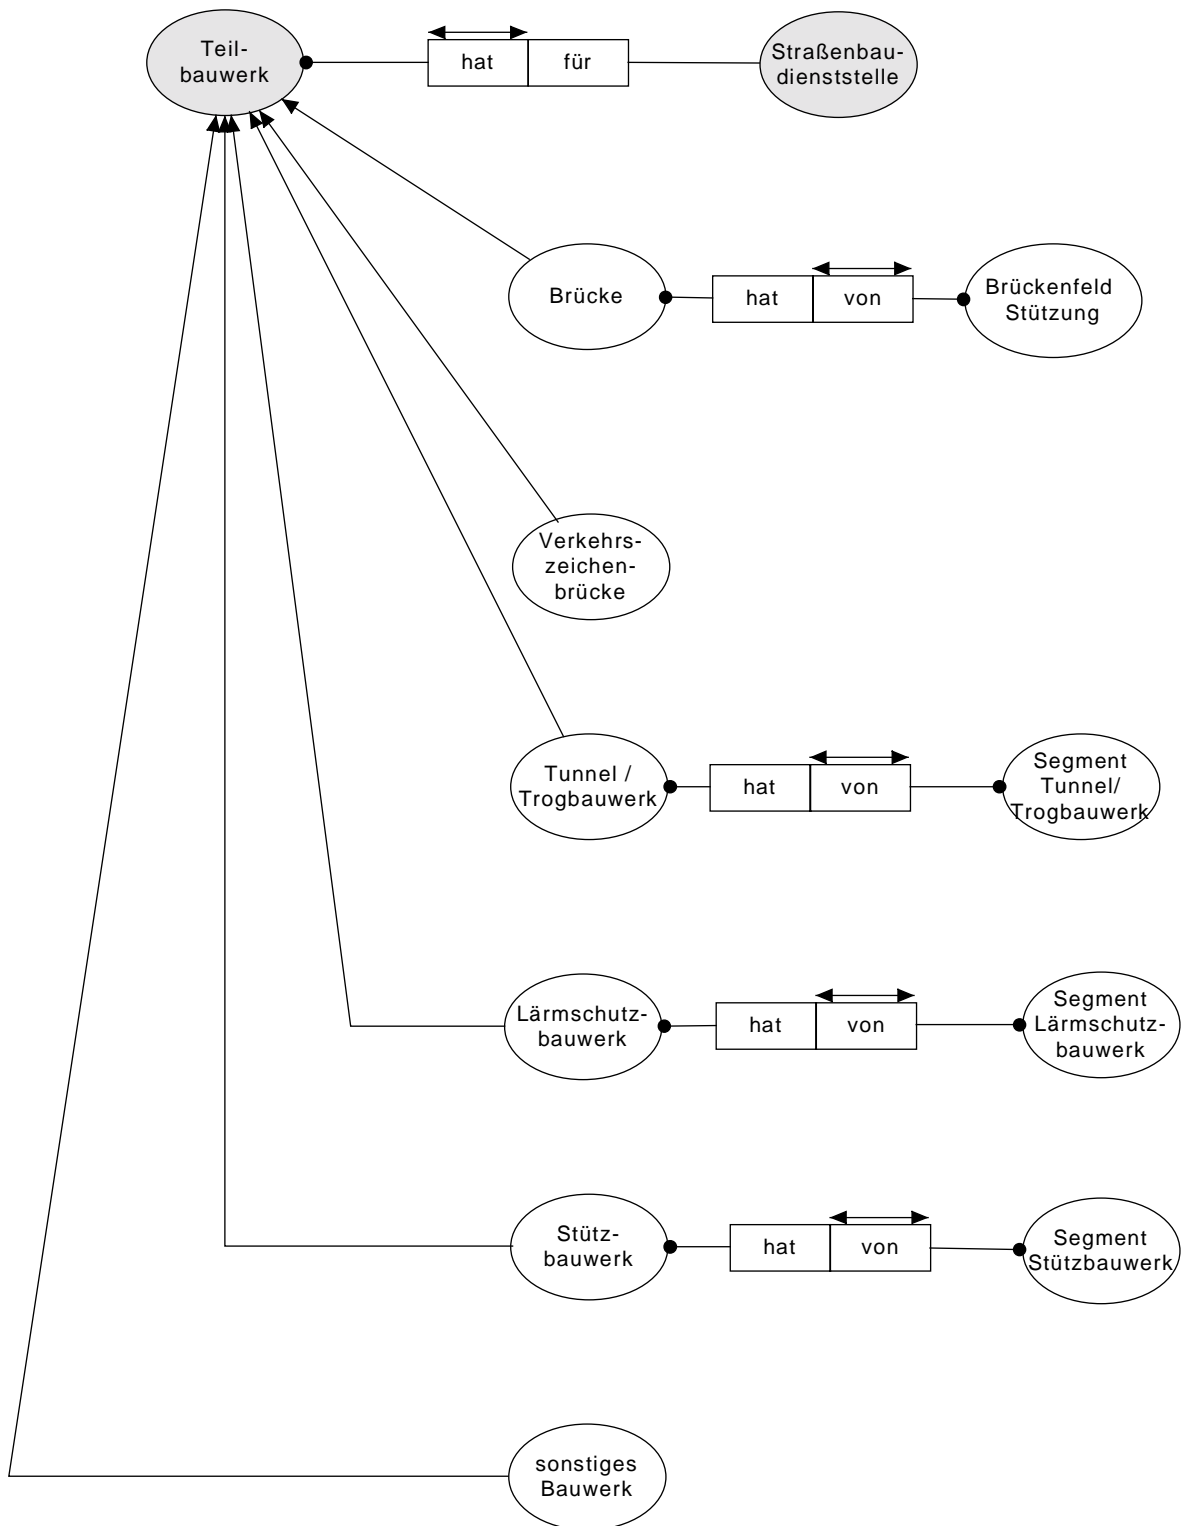 Teil-
bauwerk
hat
für
Straßenbau-
dienststelle
Brücke
hat
von
Brückenfeld
Stützung
Verkehrs-
zeichen-
brücke
Tunnel /
Trogbauwerk
hat
von
Segment
Tunnel/
Trogbauwerk
Lärmschutz-
bauwerk
hat
von
Segment
Lärmschutz-
bauwerk
Stütz-
bauwerk
hat
von
Segment
Stützbauwerk
sonstiges
Bauwerk